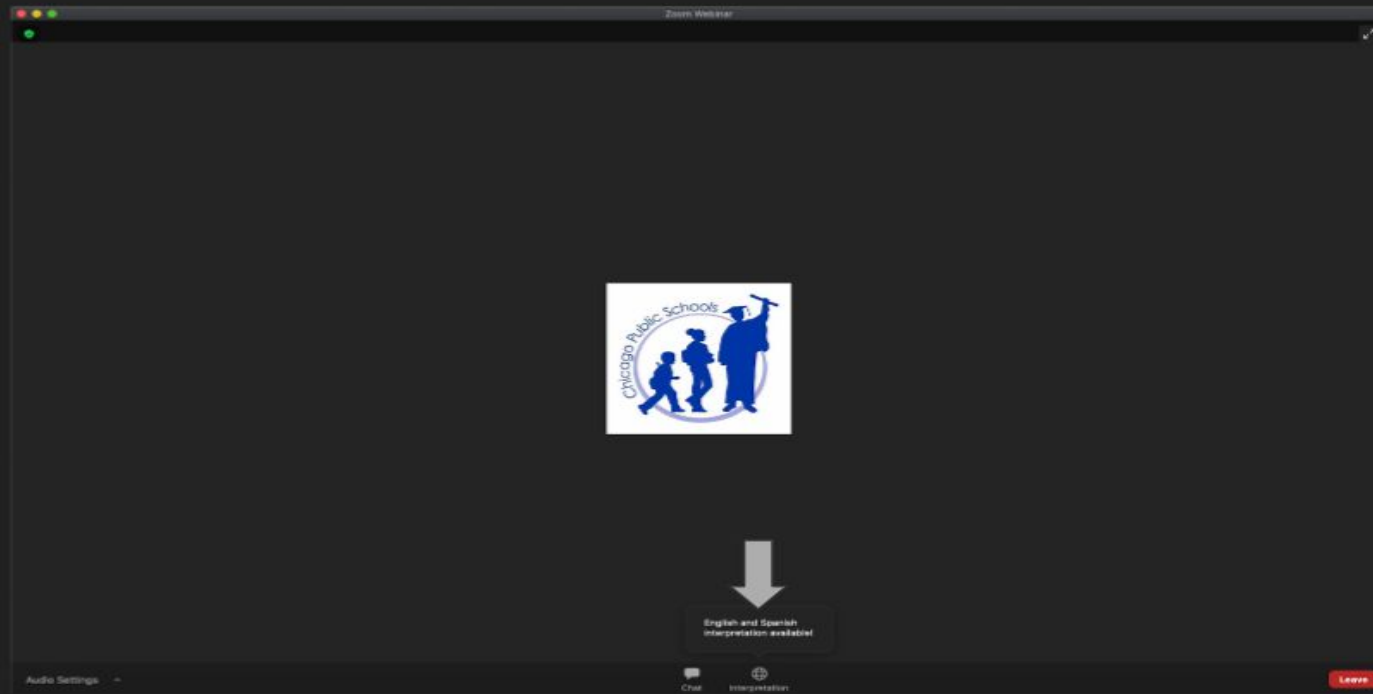 Zoom Webinar
Chicago Public Schools
English and Spanish
interpretation available!
Audio Settings
Chat
Interpretation
Leave